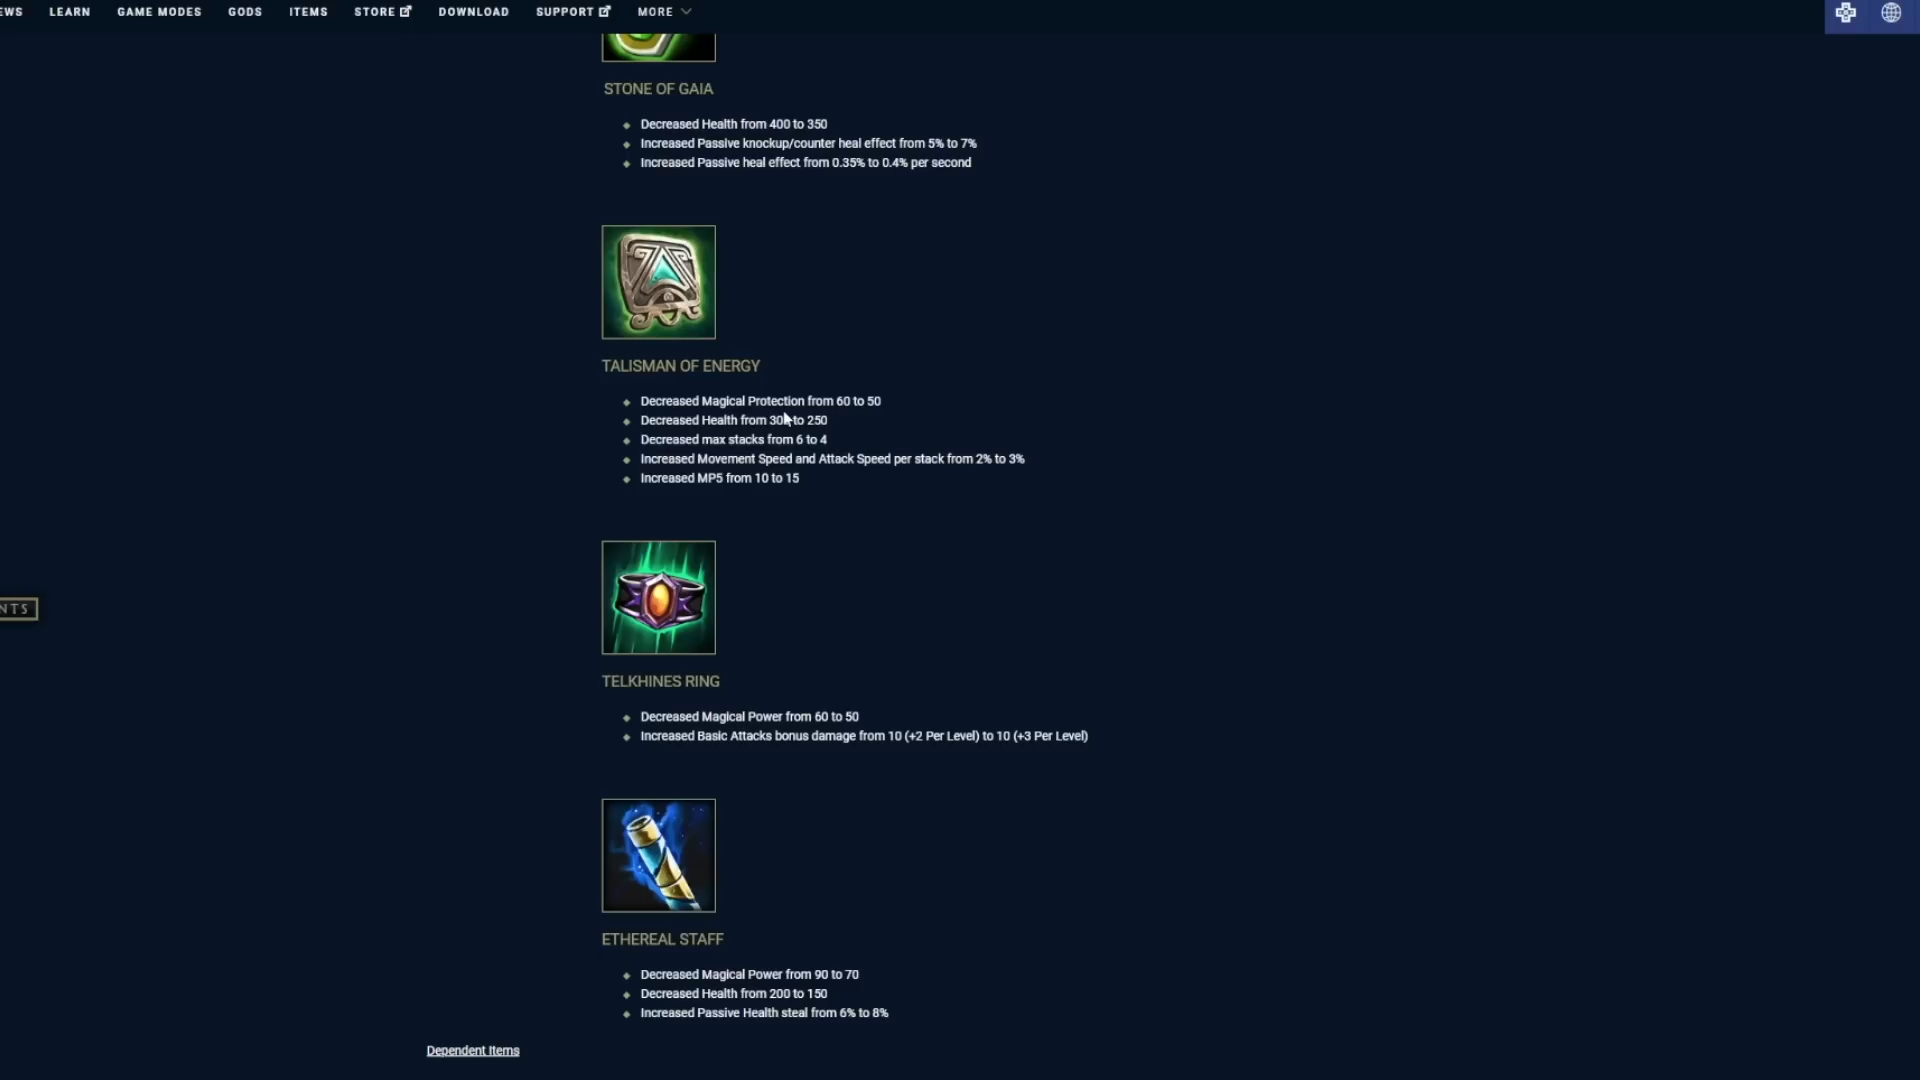 EWS LEARN GAME MODES GODS ITEMS STORE DOWNLOAD SUPPORT MORE
STONE OF GAIA
Decreased Health from 400 to 350
Increased Passive knockup/counter heal effect from 5% to 7%
Increased Passive heal effect from 0.35% to 0.4% per second
TALISMAN OF ENERGY
Decreased Magical Protection from 60 to 50
Decreased Health from 30 to 250
Decreased max stacks from 6 to 4
Increased Movement Speed and Attack Speed per stack from 2% to 3%
Increased MP5 from 10 to 15
NTS
TELKHINES RING
Decreased Magical Power from 60 to 50
Increased Basic Attacks bonus damage from 10 (+2 Per Level) to 10 (+3 Per Level)
ETHEREAL STAFF
Decreased Magical Power from 90 to 70
Decreased Health from 200 to 150
Increased Passive Health steal from 6% to 8%
Dependent Items